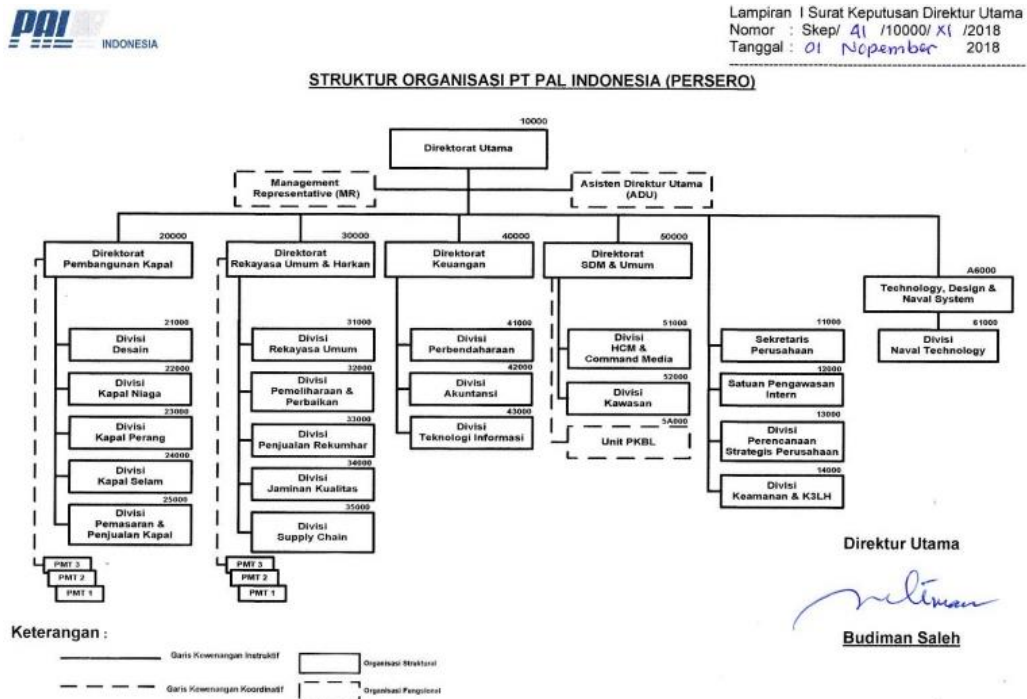 PAL INDONESIA
Lampiran I Surat Keputusan Direktur Utama
Nomor : Skep/ 41 /10000/ XI /2018
Tanggal : 01 Nopember 2018
STRUKTUR ORGANISASI PT PAL INDONESIA (PERSERO)
10000
Direktorat Utama
Management
Representative (MR)
Asisten Direktur Utama
(ADU)
20000
Direktorat
Pembangunan Kapal
30000
Direktorat
Rekayasa Umum & Harkan
40000
Direktorat
Keuangan
50000
Direktorat
SDM & Umum
A6000
Technology, Design &
Naval System
21000
Divisi
Desain
22000
Divisi
Kapal Niaga
23000
Divisi
Kapal Perang
24000
Divisi
Kapal Selam
25000
Divisi
Pemasaran &
Penjualan Kapal
PMT 3
PMT 2
PMT 1
31000
Divisi
Rekayasa Umum
32000
Divisi
Pemeliharaan &
Perbaikan
33000
Divisi
Penjualan Rekumhar
34000
Divisi
Jaminan Kualitas
35000
Divisi
Supply Chain
PMT 3
PMT 2
PMT 1
41000
Divisi
Perbendaharaan
42000
Divisi
Akuntansi
43000
Divisi
Teknologi Informasi
51000
Divisi
HCM &
Command Media
52000
Divisi
Kawasan
5A000
Unit PKBL
11000
Sekretaris
Perusahaan
12000
Satuan Pengawasan
Intern
13000
Divisi
Perencanaan
Strategis Perusahaan
14000
Divisi
Keamanan & K3LH
61000
Divisi
Naval Technology
Direktur Utama
Budiman Saleh
Keterangan :
Garis Kewenangan Instruktif
Organisasi Struktural
Garis Kewenangan Koordinatif
Organisasi Fungsional